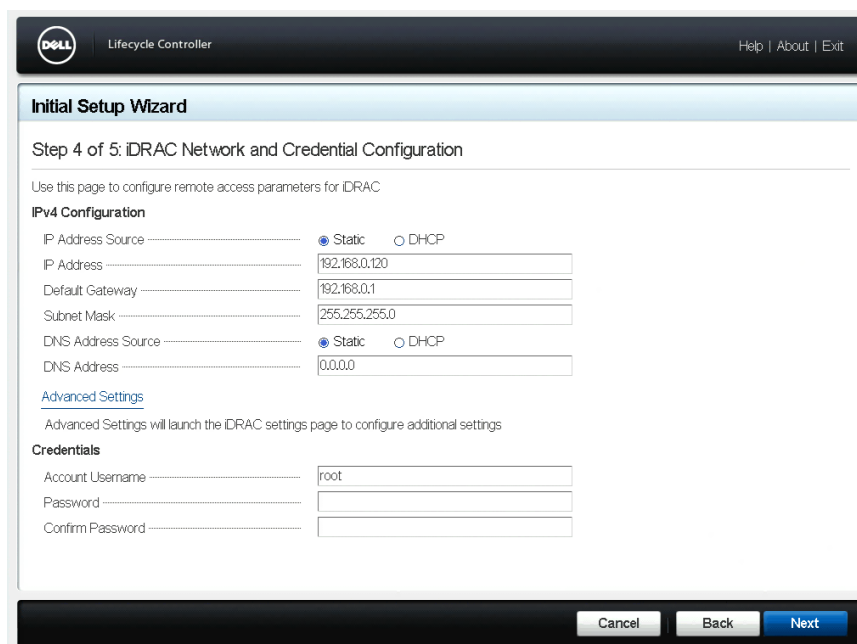 DELL Lifecycle Controller Help | About | Exit
Initial Setup Wizard
Step 4 of 5: iDRAC Network and Credential Configuration
Use this page to configure remote access parameters for iDRAC
IPv4 Configuration
IP Address Source Static DHCP
IP Address 192.168.0.120
Default Gateway 192.168.0.1
Subnet Mask 255.255.255.0
DNS Address Source Static DHCP
DNS Address 0.0.0.0
Advanced Settings
Advanced Settings will launch the iDRAC settings page to configure additional settings
Credentials
Account Username root
Password
Confirm Password
Cancel Back Next